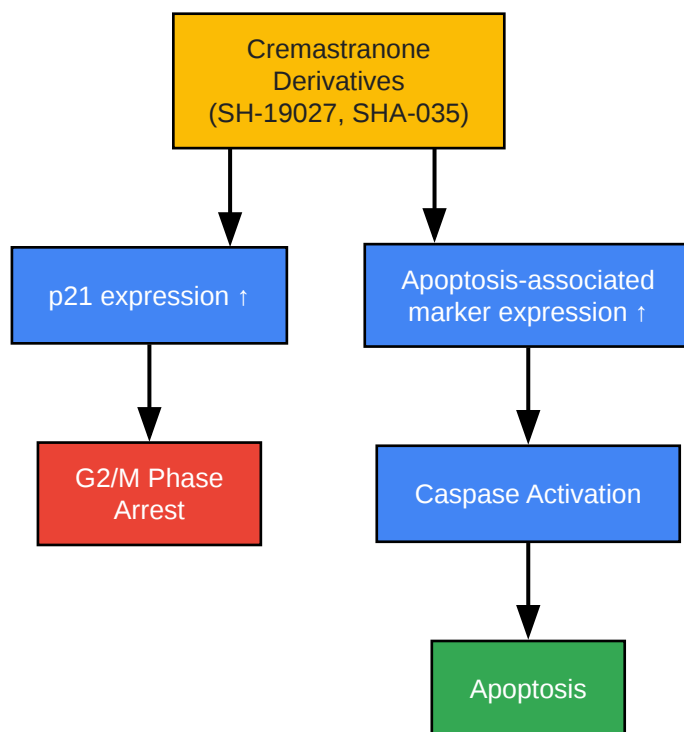 Cremastranone
Derivatives
(SH-19027, SHA-035)
p21 expression ↑
Apoptosis-associated
marker expression ↑
G2/M Phase
Arrest
Caspase Activation
Apoptosis